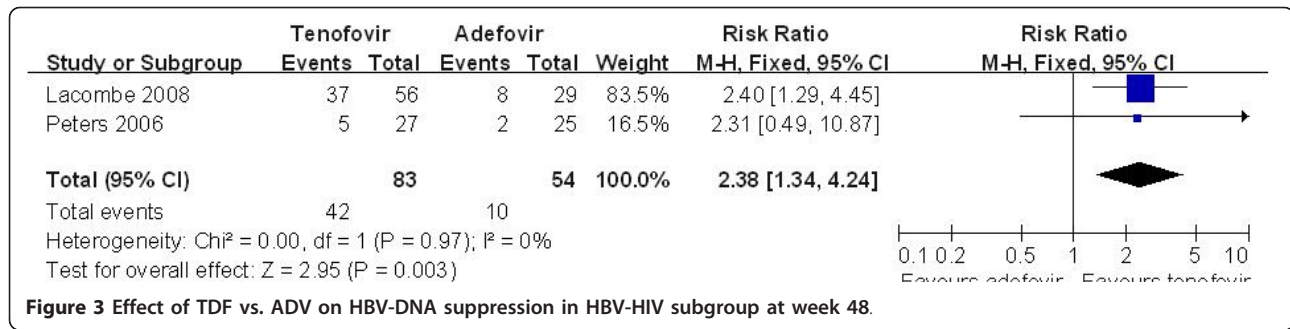 Tenofovir Adefovir Risk Ratio Risk Ratio
Study or Subgroup Events Total Events Total Weight M-H, Fixed, 95% CI M-H, Fixed, 95% CI
Lacombe 2008 37 56 8 29 83.5% 2.40 [1.29, 4.45]
Peters 2006 5 27 2 25 16.5% 2.31 [0.49, 10.87]
Total (95% CI) 83 54 100.0% 2.38 [1.34, 4.24]
Total events 42 10
Heterogeneity: Chi² = 0.00, df = 1 (P = 0.97); I² = 0%
Test for overall effect: Z = 2.95 (P = 0.003)
0.1 0.2 0.5 1 2 5 10
Favours adefovir Favours tenofovir
Figure 3 Effect of TDF vs. ADV on HBV-DNA suppression in HBV-HIV subgroup at week 48.